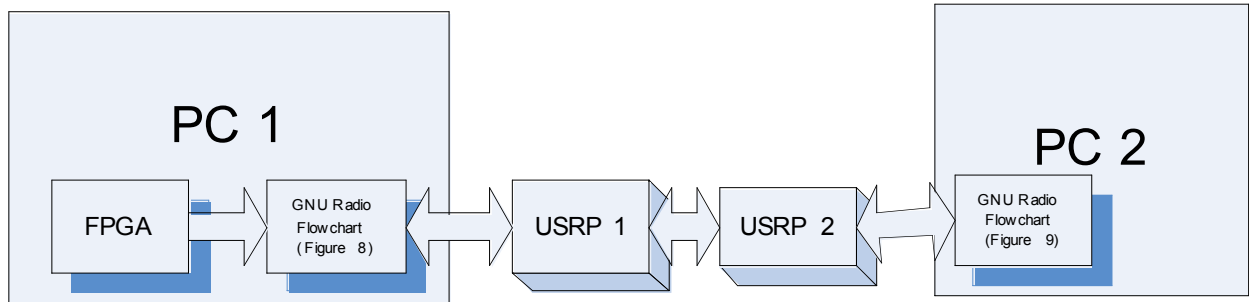 PC 1
FPGA
GNU Radio
Flowchart
(Figure 8)
USRP 1
USRP 2
PC 2
GNU Radio
Flowchart
(Figure 9)